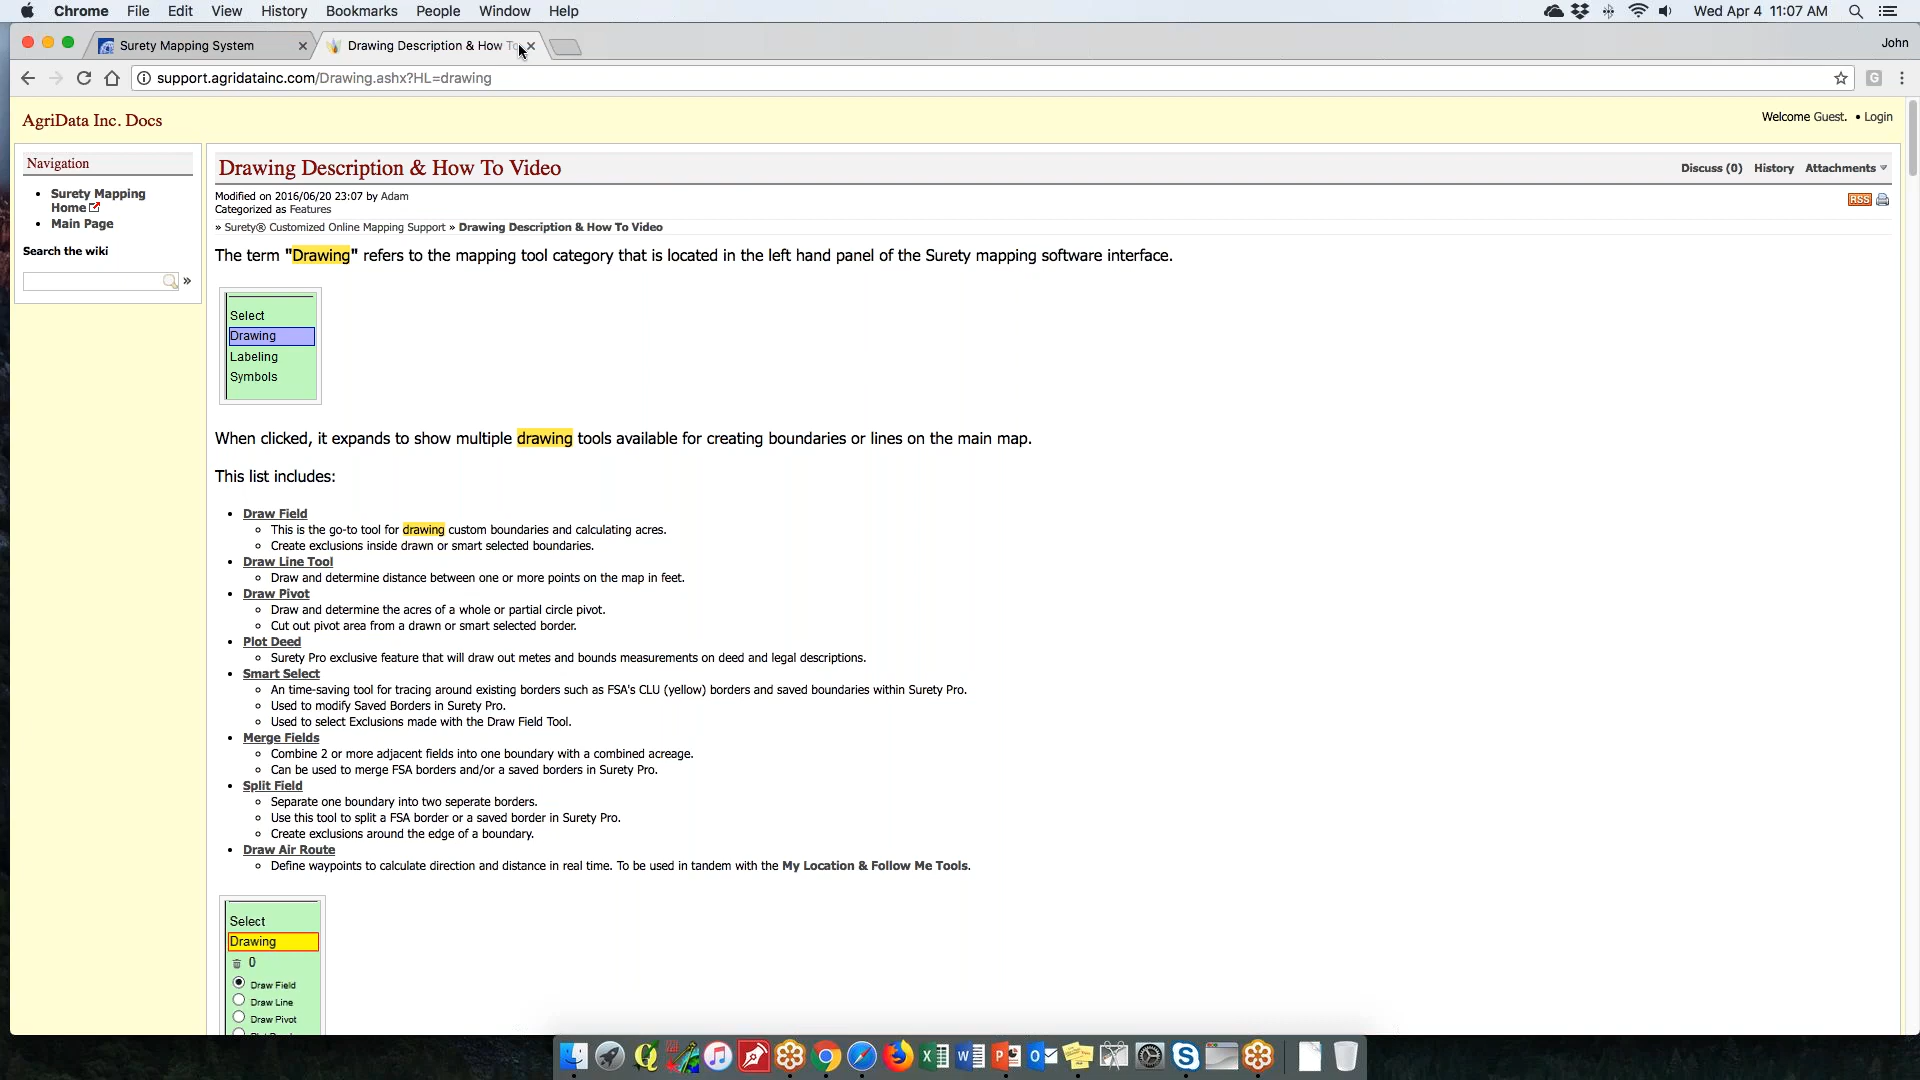 Chrome File Edit View History Bookmarks People Window Help Wed Apr 4 11:07 AM
Surety Mapping System Drawing Description & How To John
support.agridatainc.com/Drawing.ashx?HL=drawing G
AgriData Inc. Docs Welcome Guest. • Login
Navigation
• Surety Mapping
Home
• Main Page
Search the wiki
»
Drawing Description & How To Video Discuss (0) History Attachments
Modified on 2016/06/20 23:07 by Adam
Categorized as Features RSS
» Surety® Customized Online Mapping Support » Drawing Description & How To Video
The term "Drawing" refers to the mapping tool category that is located in the left hand panel of the Surety mapping software interface.
Select
Drawing
Labeling
Symbols
When clicked, it expands to show multiple drawing tools available for creating boundaries or lines on the main map.
This list includes:
• Draw Field
This is the go-to tool for drawing custom boundaries and calculating acres.
Create exclusions inside drawn or smart selected boundaries.
• Draw Line Tool
Draw and determine distance between one or more points on the map in feet.
• Draw Pivot
Draw and determine the acres of a whole or partial circle pivot.
Cut out pivot area from a drawn or smart selected border.
• Plot Deed
Surety Pro exclusive feature that will draw out metes and bounds measurements on deed and legal descriptions.
• Smart Select
An time-saving tool for tracing around existing borders such as FSA's CLU (yellow) borders and saved boundaries within Surety Pro.
Used to modify Saved Borders in Surety Pro.
Used to select Exclusions made with the Draw Field Tool.
• Merge Fields
Combine 2 or more adjacent fields into one boundary with a combined acreage.
Can be used to merge FSA borders and/or a saved borders in Surety Pro.
• Split Field
Separate one boundary into two seperate borders.
Use this tool to split a FSA border or a saved border in Surety Pro.
Create exclusions around the edge of a boundary.
• Draw Air Route
Define waypoints to calculate direction and distance in real time. To be used in tandem with the My Location & Follow Me Tools.
Select
Drawing
0
Draw Field
Draw Line
Draw Pivot